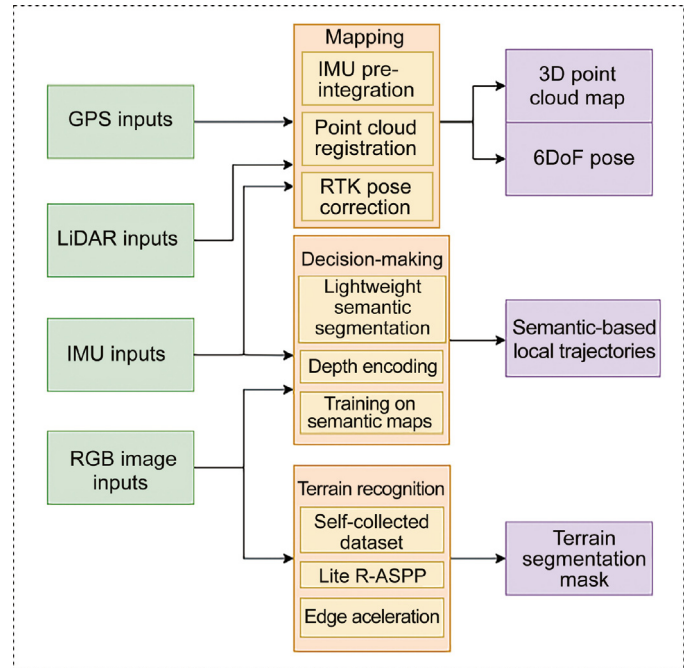 GPS inputs
LiDAR inputs
IMU inputs
RGB image
inputs
Mapping
IMU pre-
integration
Point cloud
registration
RTK pose
correction
Decision-making
Lightweight
semantic
segmentation
Depth encoding
Training on
semantic maps
Terrain recognition
Self-collected
dataset
Lite R-ASPP
Edge aceleration
3D point
cloud map
6DoF pose
Semantic-based
local trajectories
Terrain
segmentation
mask